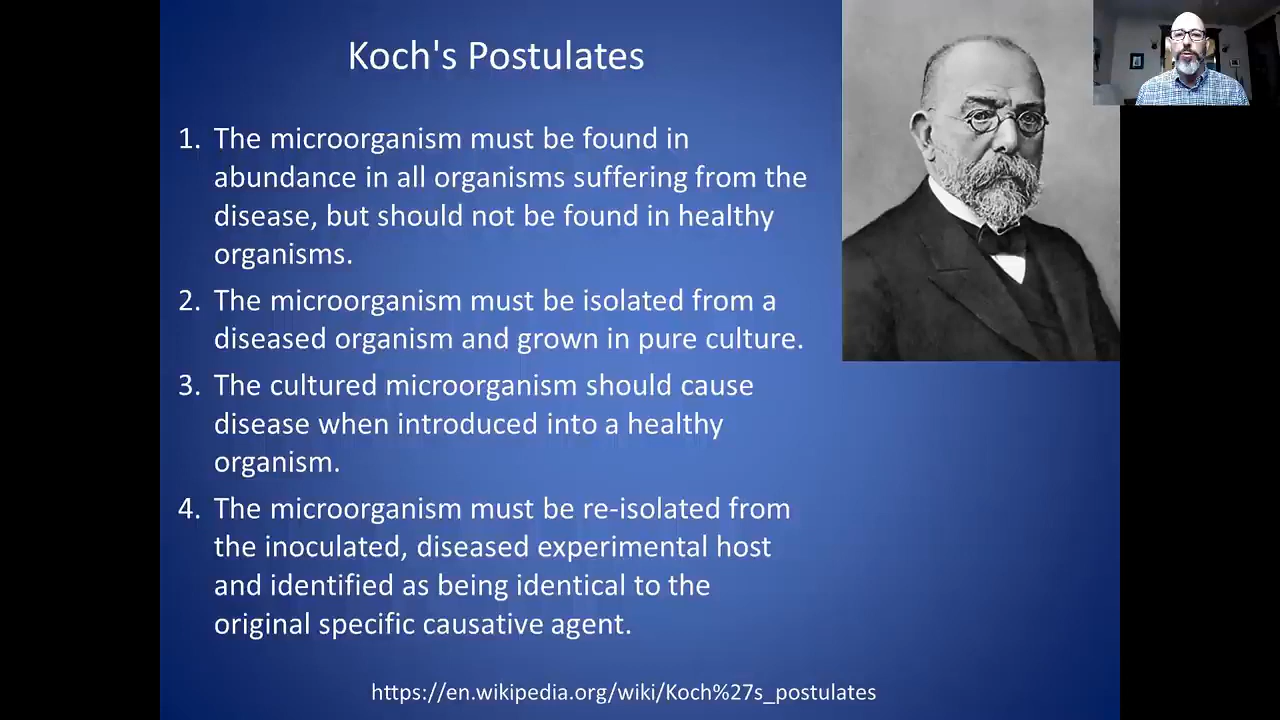 Koch's Postulates
1. The microorganism must be found in
abundance in all organisms suffering from the
disease, but should not be found in healthy
organisms.
2. The microorganism must be isolated from a
diseased organism and grown in pure culture.
3. The cultured microorganism should cause
disease when introduced into a healthy
organism.
4. The microorganism must be re-isolated from
the inoculated, diseased experimental host
and identified as being identical to the
original specific causative agent.
https://en.wikipedia.org/wiki/Koch%27s_postulates